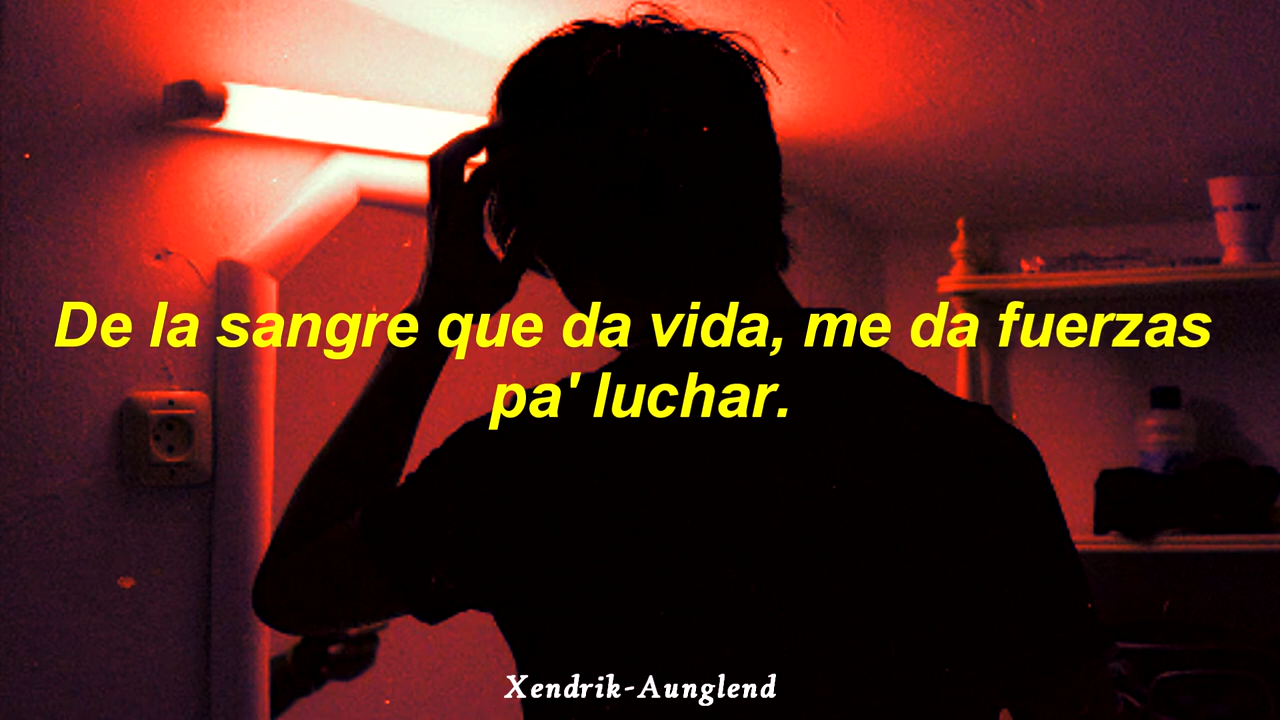 De la sangre que da vida, me da fuerzas
pa' luchar.
Xendrik-Aunglend